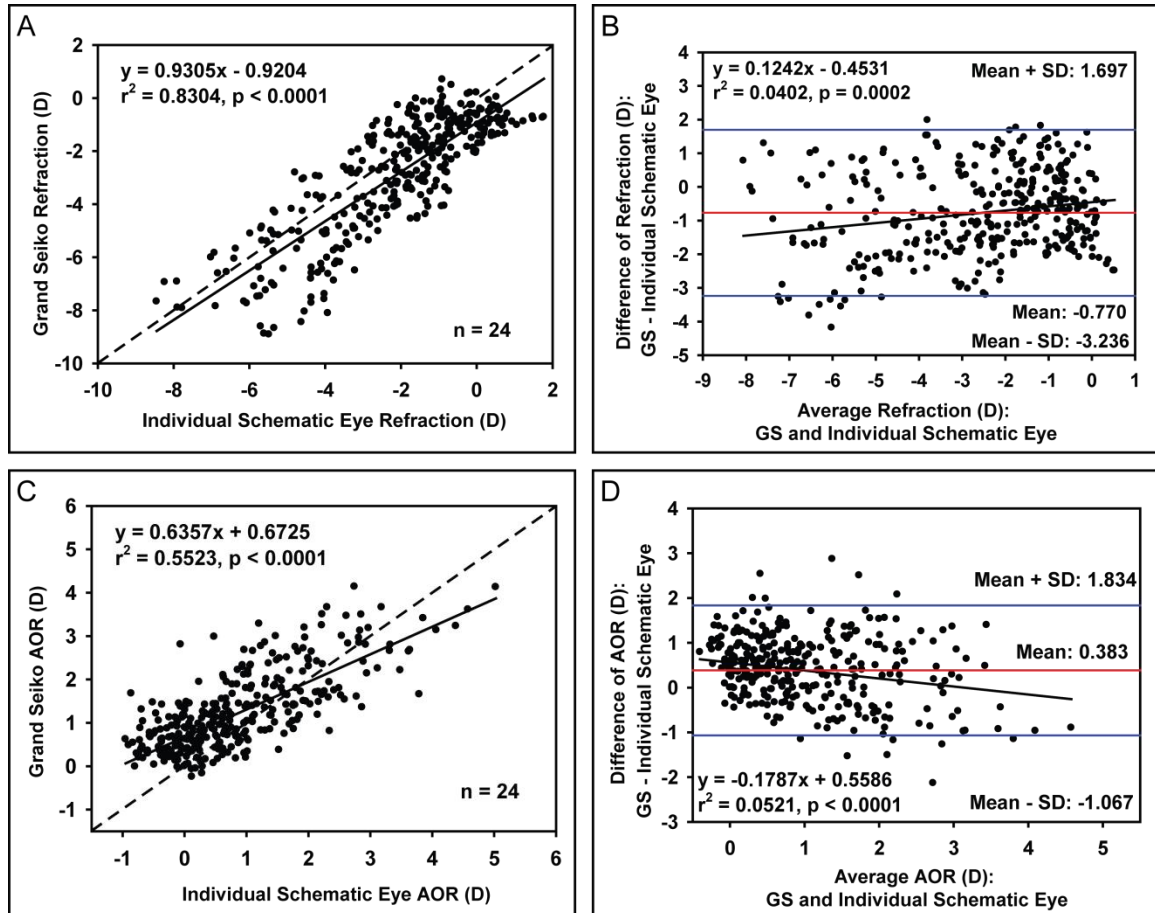 A
y = 0.9305x - 0.9204
r² = 0.8304, p < 0.0001
n = 24
2
0
-2
-4
-6
-8
-10
Grand Seiko Refraction (D)
-10 -8 -6 -4 -2 0 2
Individual Schematic Eye Refraction (D)
B
y = 0.1242x - 0.4531
r² = 0.0402, p = 0.0002
Mean + SD: 1.697
Mean: -0.770
Mean - SD: -3.236
4
3
2
1
0
-1
-2
-3
-4
-5
Difference of Refraction (D):
GS - Individual Schematic Eye
-9 -8 -7 -6 -5 -4 -3 -2 -1 0 1
Average Refraction (D):
GS and Individual Schematic Eye
C
y = 0.6357x + 0.6725
r² = 0.5523, p < 0.0001
n = 24
6
5
4
3
2
1
0
-1
Grand Seiko AOR (D)
-1 0 1 2 3 4 5 6
Individual Schematic Eye AOR (D)
D
Mean + SD: 1.834
Mean: 0.383
y = -0.1787x + 0.5586
r² = 0.0521, p < 0.0001
Mean - SD: -1.067
4
3
2
1
0
-1
-2
-3
Difference of AOR (D):
GS - Individual Schematic Eye
0 1 2 3 4 5
Average AOR (D):
GS and Individual Schematic Eye